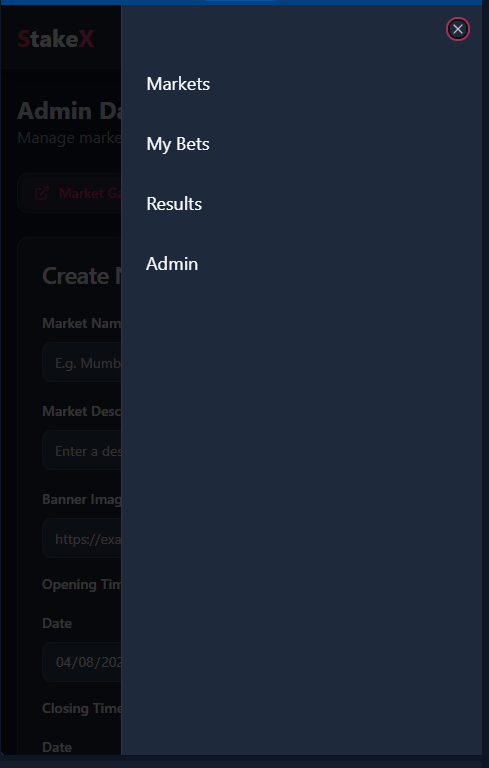 StakeX
Markets
My Bets
Results
Admin
Admin Da
Manage marke
Market Ga
Create N
Market Nam
E.g. Mumb
Market Desc
Enter a des
Banner Imag
https://exa
Opening Tim
Date
04/08/202
Closing Time
Date